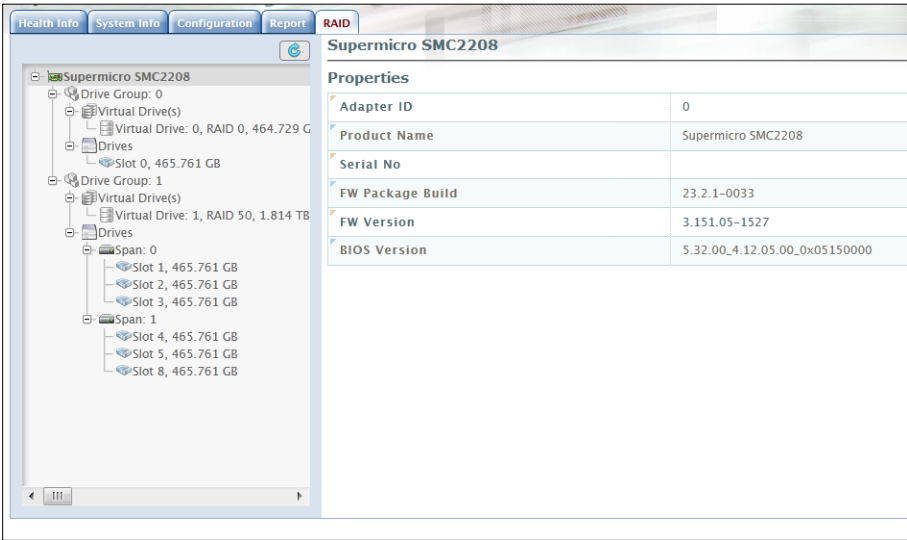 Health Info System Info Configuration Report RAID
Supermicro SMC2208
Supermicro SMC2208
Drive Group: 0
Virtual Drive(s)
Virtual Drive: 0, RAID 0, 464.729 G
Drives
Slot 0, 465.761 GB
Drive Group: 1
Virtual Drive(s)
Virtual Drive: 1, RAID 50, 1.814 TB
Drives
Span: 0
Slot 1, 465.761 GB
Slot 2, 465.761 GB
Slot 3, 465.761 GB
Span: 1
Slot 4, 465.761 GB
Slot 5, 465.761 GB
Slot 8, 465.761 GB
Properties
Adapter ID 0
Product Name Supermicro SMC2208
Serial No
FW Package Build 23.2.1-0033
FW Version 3.151.05-1527
BIOS Version 5.32.00_4.12.05.00_0x05150000